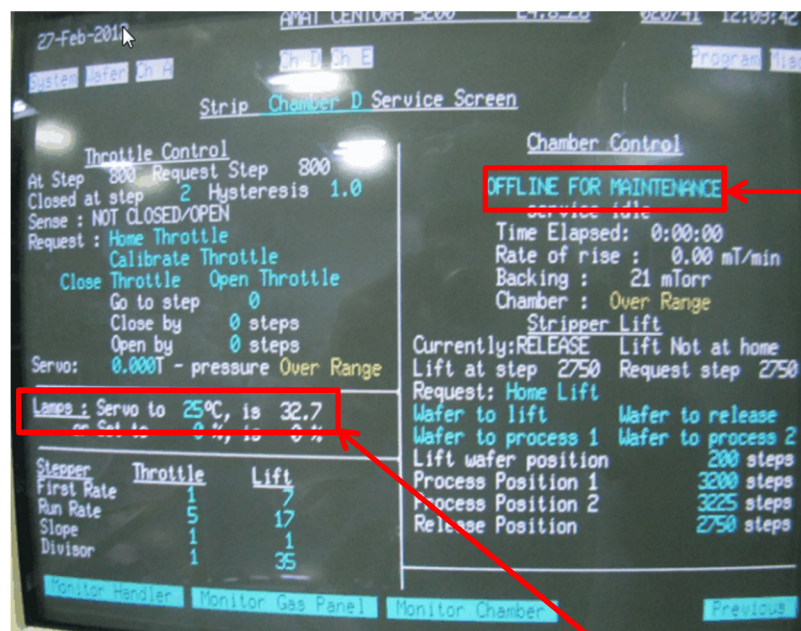 27-Feb-201
AMAT CENTURA 5200 12:09:42
System Wafer Ch A Ch D Ch E Program
Strip Chamber D Service Screen
Throttle Control
At Step 800 Request Step 800
Closed at step 2 Hysteresis 1.0
Sense : NOT CLOSED/OPEN
Request : Home Throttle
Calibrate Throttle
Close Throttle Open Throttle
Go to step 0
Close by 0 steps
Open by 0 steps
Servo: 0.000T - pressure Over Range
Lamps : Servo to 25ºC, is 32.7
or Set to 0 %, is 0 %
Stepper Throttle Lift
First Rate 1 7
Run Rate 5 17
Slope 1 1
Divisor 1 35
Chamber Control
OFFLINE FOR MAINTENANCE
service idle
Time Elapsed: 0:00:00
Rate of rise : 0.00 mT/min
Backing : 21 mTorr
Chamber : Over Range
Stripper Lift
Currently:RELEASE Lift Not at home
Lift at step 2750 Request step 2750
Request: Home Lift
Wafer to lift Wafer to release
Wafer to process 1 Wafer to process 2
Lift wafer position 200 steps
Process Position 1 3200 steps
Process Position 2 3225 steps
Release Position 2750 steps
Monitor Handler Monitor Gas Panel Monitor Chamber Previous